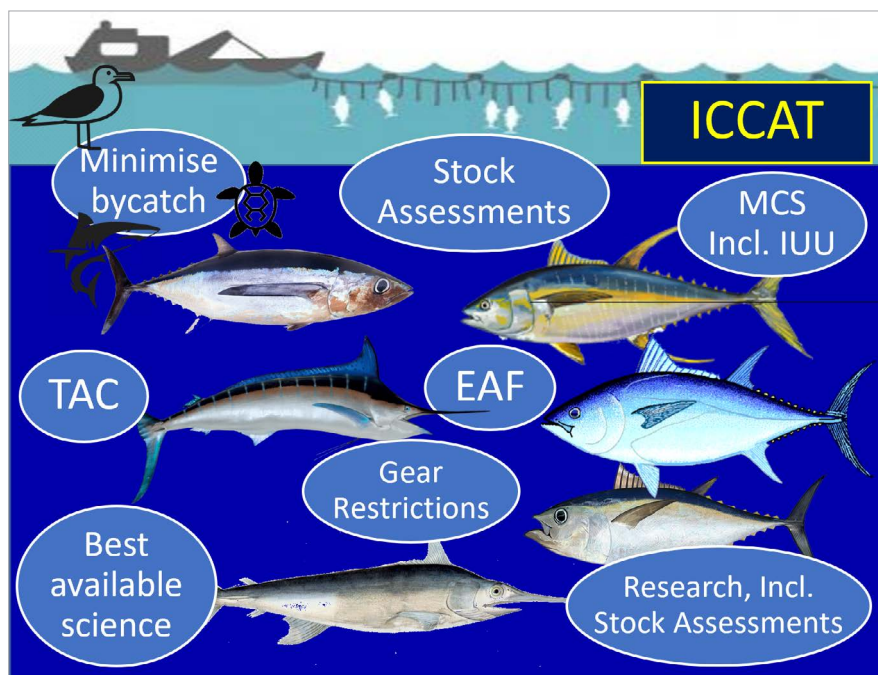 ICCAT
Minimise
bycatch
Stock
Assessments
MCS
Incl. IUU
TAC
EAF
Gear
Restrictions
Best
available
science
Research, Incl.
Stock Assessments